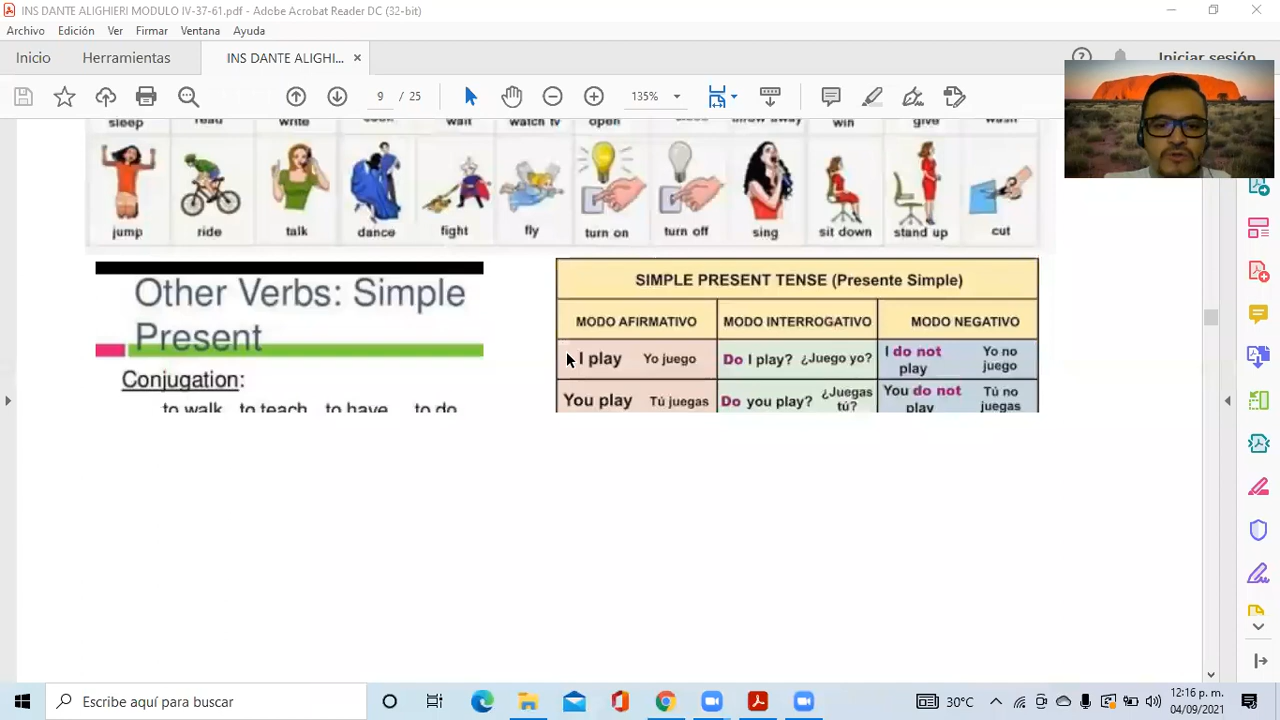 INS DANTE ALIGHIERI MODULO IV-37-61.pdf - Adobe Acrobat Reader DC (32-bit)
Archivo Edición Ver Firmar Ventana Ayuda
Inicio Herramientas INS DANTE ALIGHI... × Iniciar sesión
9 / 25 135%
sleep read write cook wait watch tv open throw away win give wash
jump ride talk dance fight fly turn on turn off sing sit down stand up cut
Other Verbs: Simple
Present
Conjugation:
to walk to teach to have to do
SIMPLE PRESENT TENSE (Presente Simple)
MODO AFIRMATIVO MODO INTERROGATIVO MODO NEGATIVO
I play Yo juego Do I play? ¿Juego yo? I do not play Yo no juego
You play Tú juegas Do you play? ¿Juegas tú? You do not play Tú no juegas
Escribe aquí para buscar
30°C
12:16 p. m.
04/09/2021